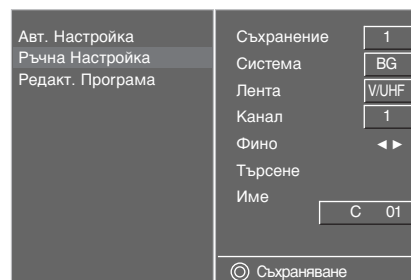 Авт. Настройка
Ръчна Настройка
Редакт. Програма
Съхранение 1
Система BG
Лента V/UHF
Канал 1
Фино ◄►
Търсене
Име
C 01
Съхраняване